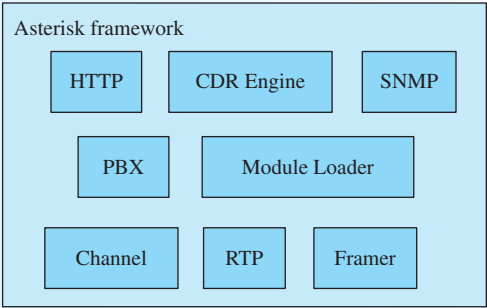 Asterisk framework
HTTP
CDR Engine
SNMP
PBX
Module Loader
Channel
RTP
Framer